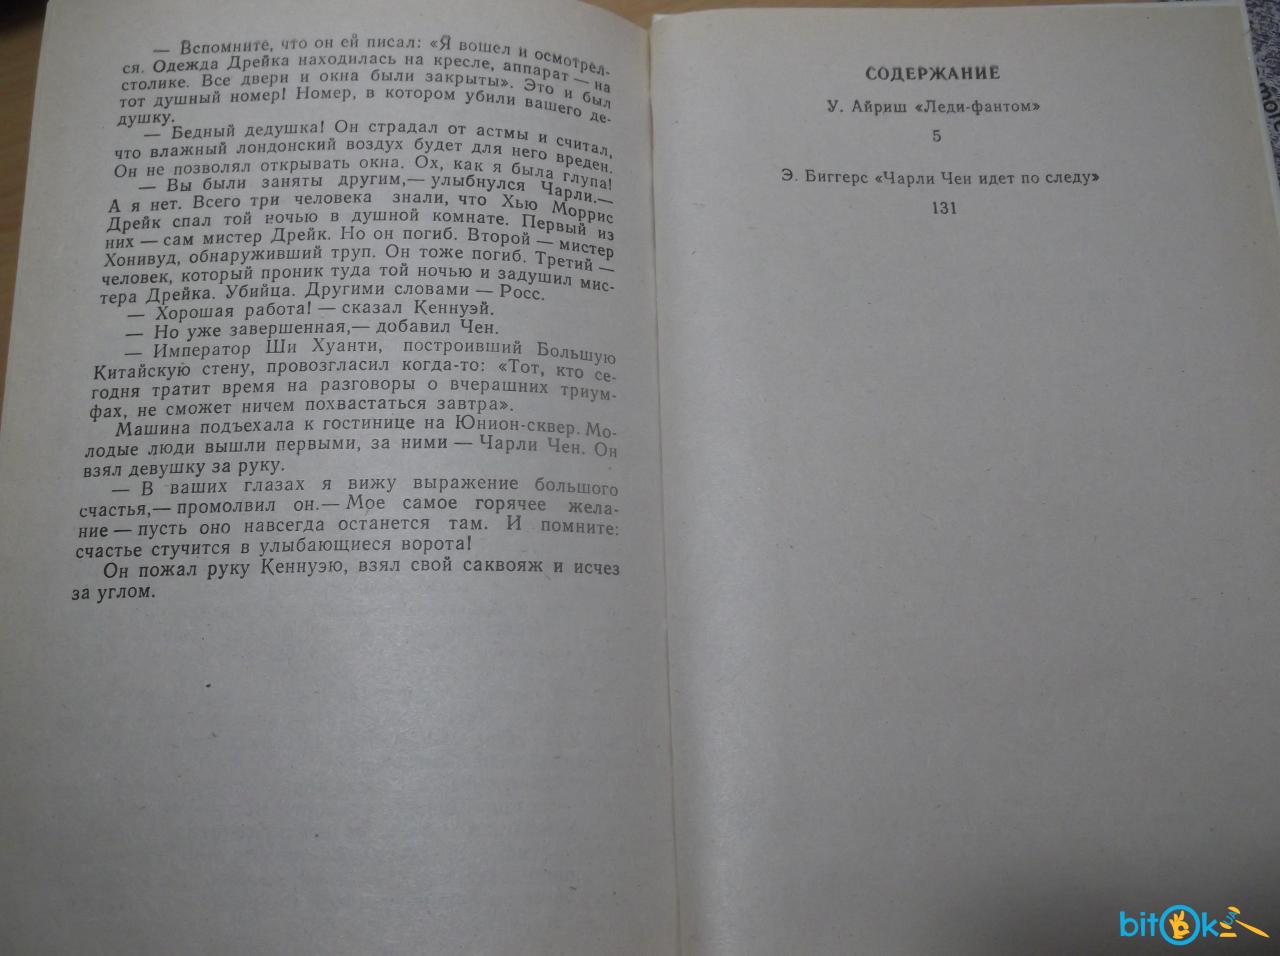 — Вспомните, что он ей писал: «Я вошел и осмотрел-
ся. Одежда Дрейка находилась на кресле, аппарат — на
столике. Все двери и окна были закрыты». Это и был
тот душный номер! Номер, в котором убили вашего де-
душку.
— Бедный дедушка! Он страдал от астмы и считал,
что влажный лондонский воздух будет для него вреден.
Он не позволял открывать окна. Ох, как я была глупа!
— Вы были заняты другим,— улыбнулся Чарли.—
А я нет. Всего три человека знали, что Хью Моррис
Дрейк спал той ночью в душной комнате. Первый из
них — сам мистер Дрейк. Но он погиб. Второй — мистер
Хонивуд, обнаруживший труп. Он тоже погиб. Третий —
человек, который проник туда той ночью и задушил мис-
тера Дрейка. Убийца. Другими словами — Росс.
— Хорошая работа! — сказал Кеннуэй.
— Но уже завершенная,— добавил Чен.
— Император Ши Хуанти, построивший Большую
Китайскую стену, провозгласил когда-то: «Тот, кто се-
годня тратит время на разговоры о вчерашних триум-
фах, не сможет ничем похвастаться завтра».
Машина подъехала к гостинице на Юнион-сквер. Мо-
лодые люди вышли первыми, за ними — Чарли Чен. Он
взял девушку за руку.
— В ваших глазах я вижу выражение большого
счастья,— промолвил он.— Мое самое горячее жела-
ние — пусть оно навсегда останется там. И помните:
счастье стучится в улыбающиеся ворота!
Он пожал руку Кеннуэю, взял свой саквояж и исчез
за углом.
СОДЕРЖАНИЕ
У. Айриш «Леди-фантом»
5
Э. Биггерс «Чарли Чен идет по следу»
131
bitOk
UA